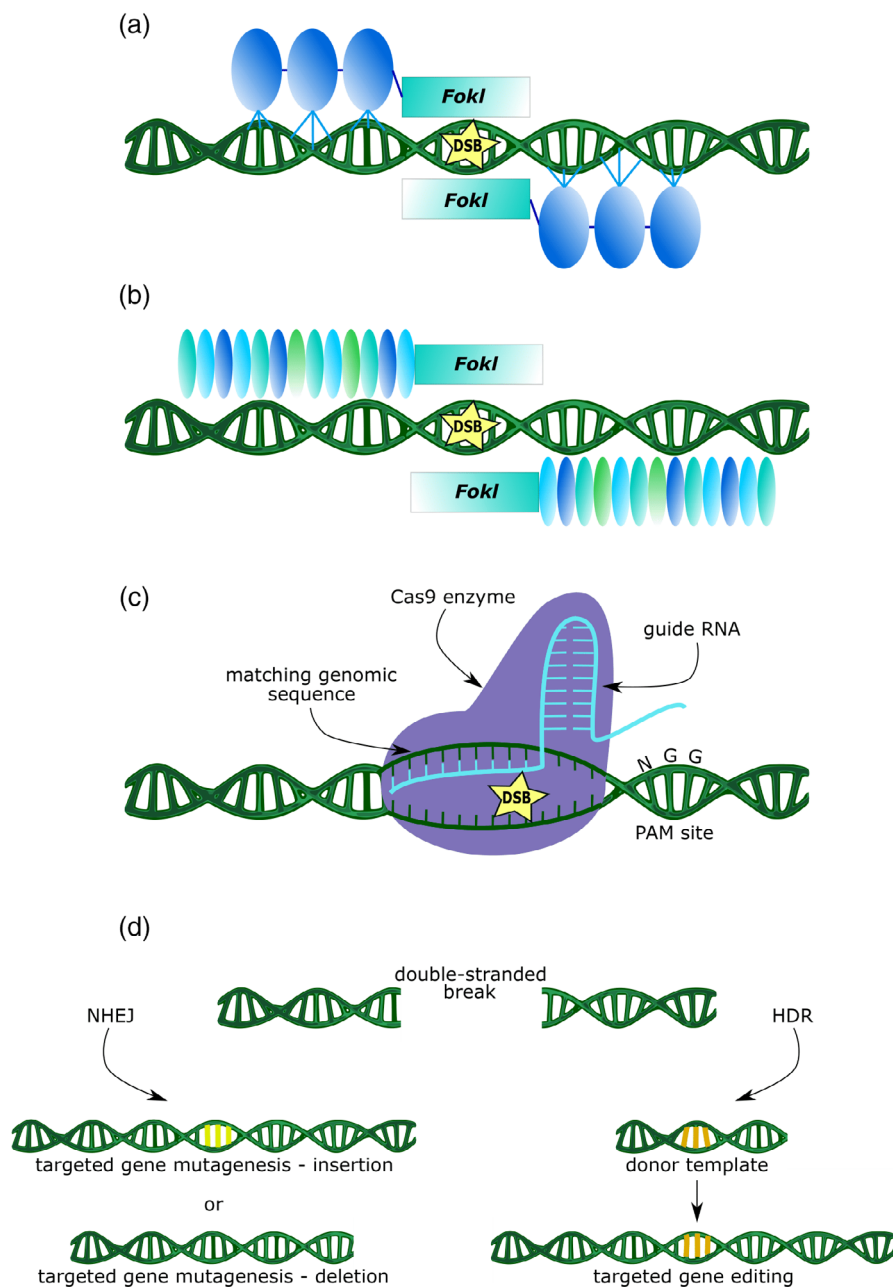 (a)
FokI
DSB
FokI
(b)
FokI
DSB
FokI
(c)
Cas9 enzyme
guide RNA
matching genomic
sequence
N G G
DSB
PAM site
(d)
double-stranded
break
NHEJ
HDR
targeted gene mutagenesis - insertion
donor template
or
targeted gene mutagenesis - deletion
targeted gene editing